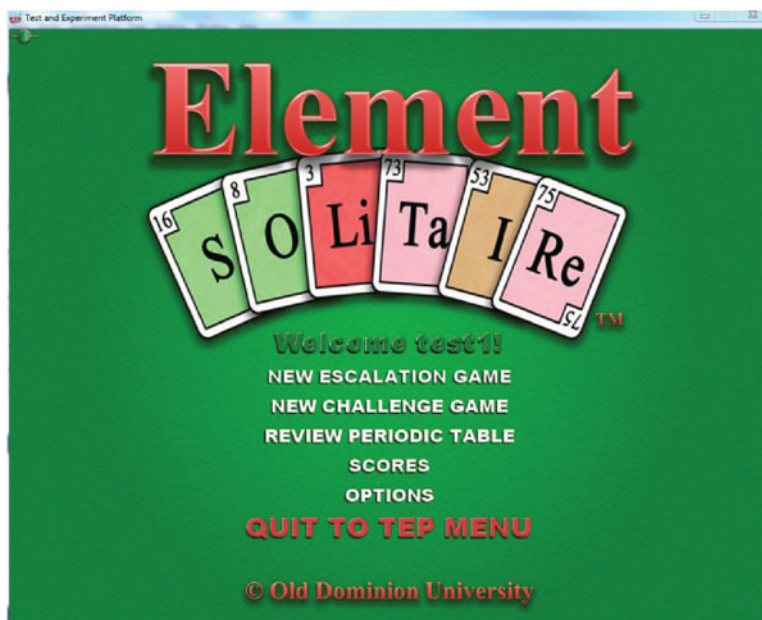 Test and Experiment Platform
Element
16 8 3 73 53 75
S O Li Ta I Re
75
TM
Welcome test1!
NEW ESCALATION GAME
NEW CHALLENGE GAME
REVIEW PERIODIC TABLE
SCORES
OPTIONS
QUIT TO TEP MENU
© Old Dominion University